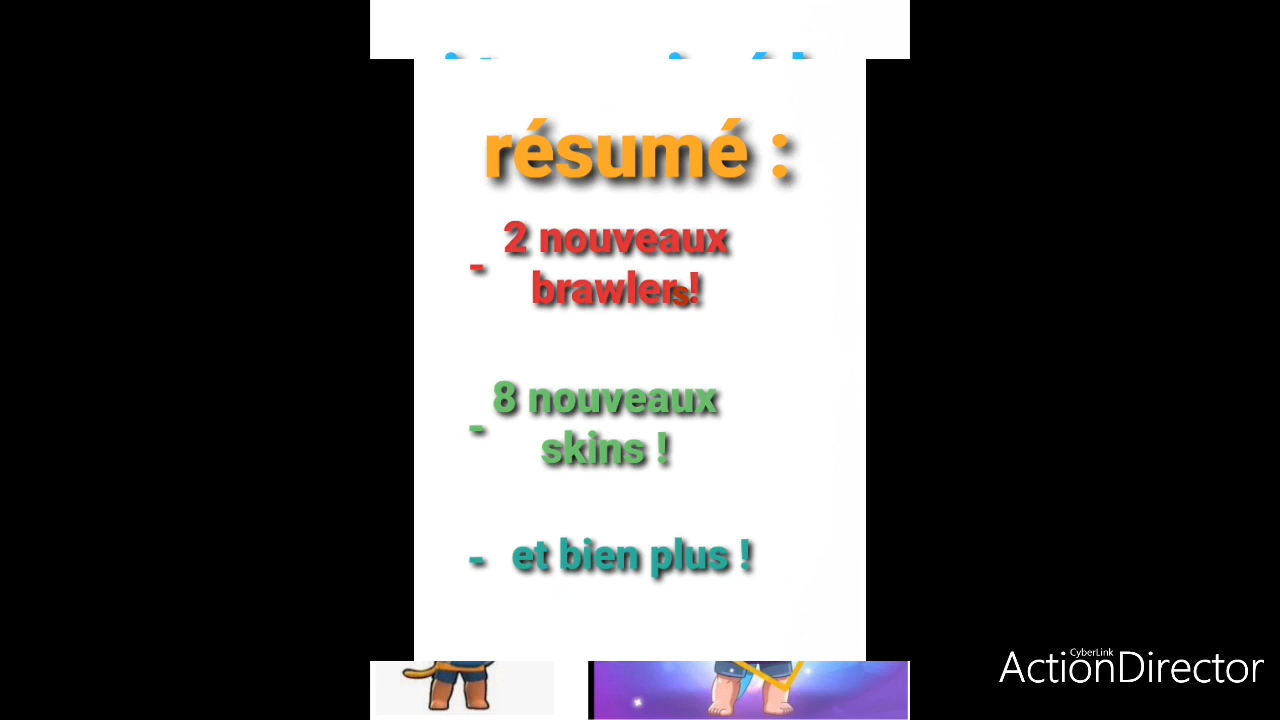 résumé :
- 2 nouveaux
brawlers!
- 8 nouveaux
skins !
- et bien plus !
CyberLink
ActionDirector